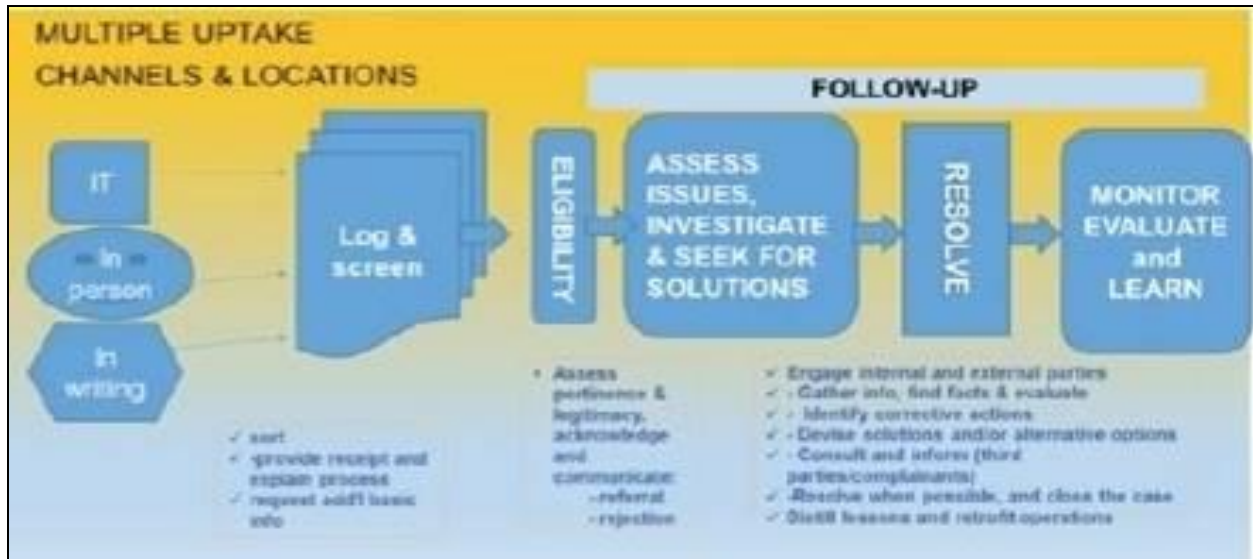 MULTIPLE UPTAKE
CHANNELS & LOCATIONS
FOLLOW-UP
IT
In
person
In
writing
Log &
screen
ELIGIBILITY
ASSESS
ISSUES,
INVESTIGATE
& SEEK FOR
SOLUTIONS
RESOLVE
MONITOR
EVALUATE
and
LEARN
✓ sort
✓ -provide receipt and
explain process
✓ request add'l basic
info
• Assess
pertinence &
legitimacy,
acknowledge
and
communicate:
- referral
- rejection
✓ Engage internal and external parties
✓ - Gather info, find facts & evaluate
✓ - Identify corrective actions
✓ - Devise solutions and/or alternative options
✓ - Consult and inform (third
parties/complainants)
✓ -Resolve when possible, and close the case
✓ Distill lessons and retrofit operations